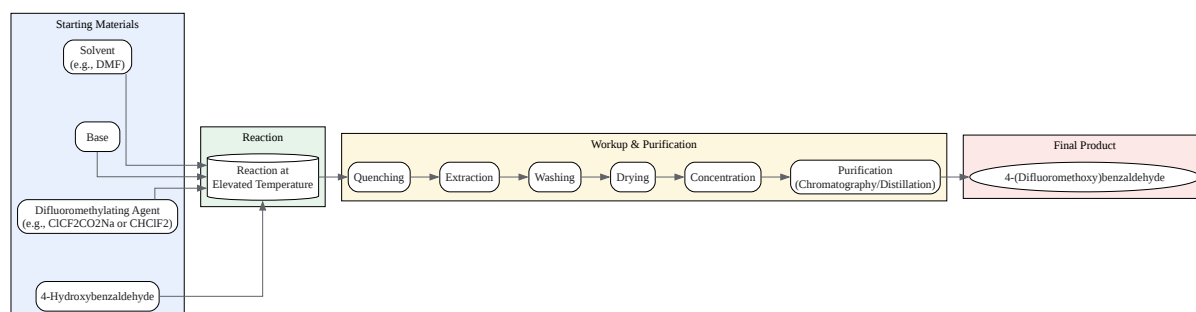 Starting Materials
Solvent
(e.g., DMF)
Base
Difluoromethylating Agent
(e.g., ClCF2CO2Na or CHClF2)
4-Hydroxybenzaldehyde
Reaction
Reaction at
Elevated Temperature
Workup & Purification
Quenching
Extraction
Washing
Drying
Concentration
Purification
(Chromatography/Distillation)
Final Product
4-(Difluoromethoxy)benzaldehyde